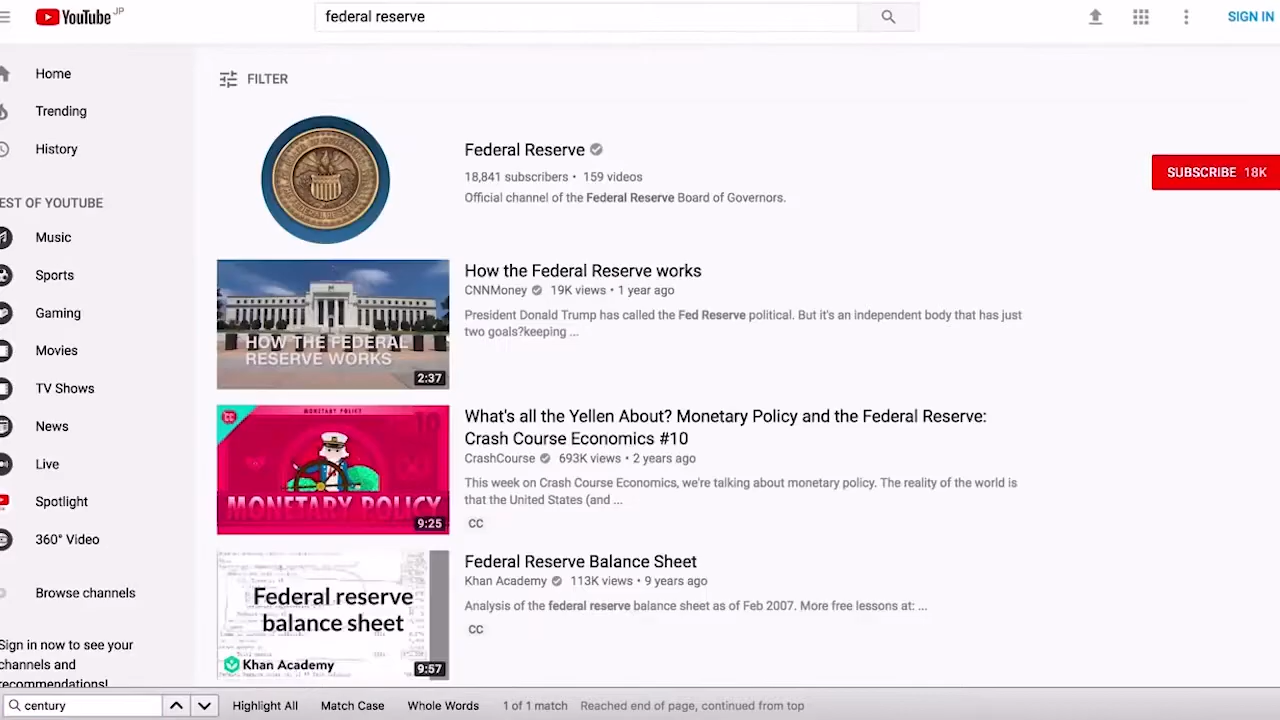 YouTube JP
federal reserve
SIGN IN
Home
Trending
History
EST OF YOUTUBE
Music
Sports
Gaming
Movies
TV Shows
News
Live
Spotlight
360° Video
Browse channels
Sign in now to see your
channels and
recommendations!
FILTER
Federal Reserve
18,841 subscribers • 159 videos
Official channel of the Federal Reserve Board of Governors.
SUBSCRIBE 18K
HOW THE FEDERAL
RESERVE WORKS
2:37
How the Federal Reserve works
CNNMoney 19K views • 1 year ago
President Donald Trump has called the Fed Reserve political. But it's an independent body that has just
two goals?keeping ...
CC
MONETARY POLICY
10
MONETARY POLICY
9:25
What's all the Yellen About? Monetary Policy and the Federal Reserve:
Crash Course Economics #10
CrashCourse 693K views • 2 years ago
This week on Crash Course Economics, we're talking about monetary policy. The reality of the world is
that the United States (and ...
CC
Federal reserve
balance sheet
Khan Academy
9:57
Federal Reserve Balance Sheet
Khan Academy 113K views • 9 years ago
Analysis of the federal reserve balance sheet as of Feb 2007. More free lessons at: ...
CC
century
Highlight All
Match Case
Whole Words
1 of 1 match
Reached end of page, continued from top